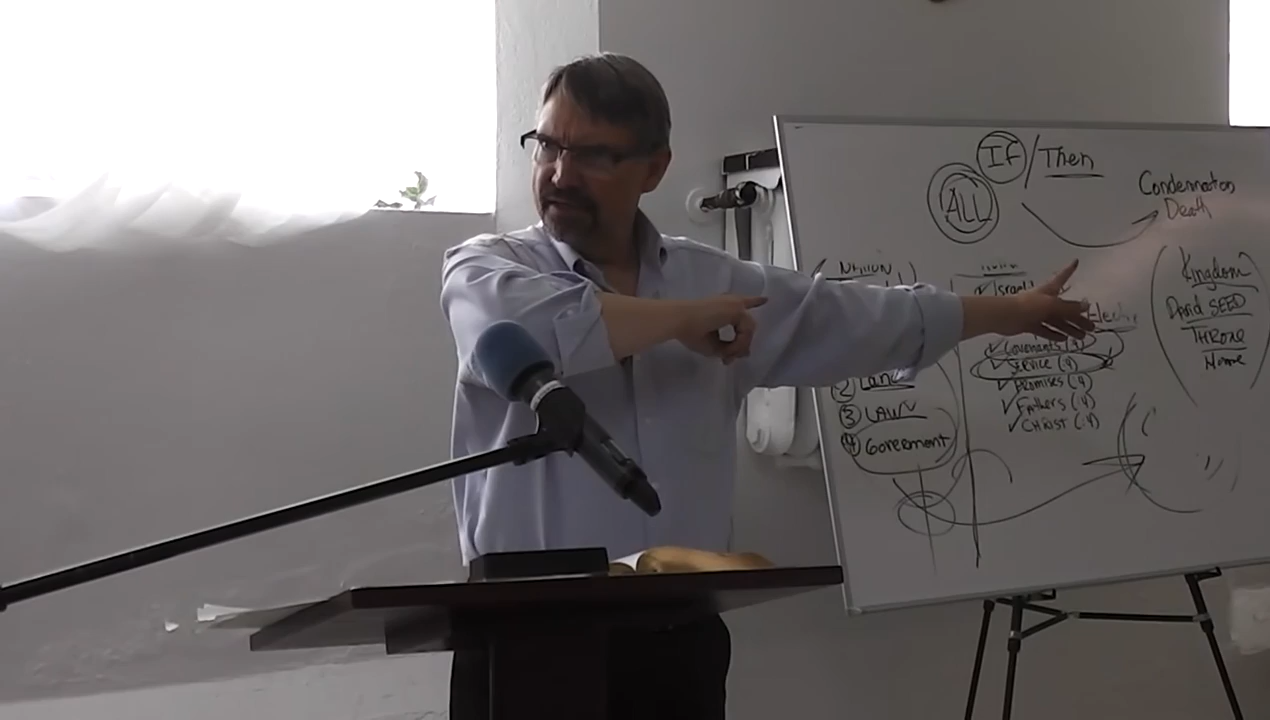 If / Then
ALL
Condemnation
Death
NATION
Israel
Covenants (4)
Service (4)
Promises (4)
Fathers (4)
CHRIST (4)
② Land
③ LAW
④ Goverment
Kingdom
David SEED
THRONE
Home